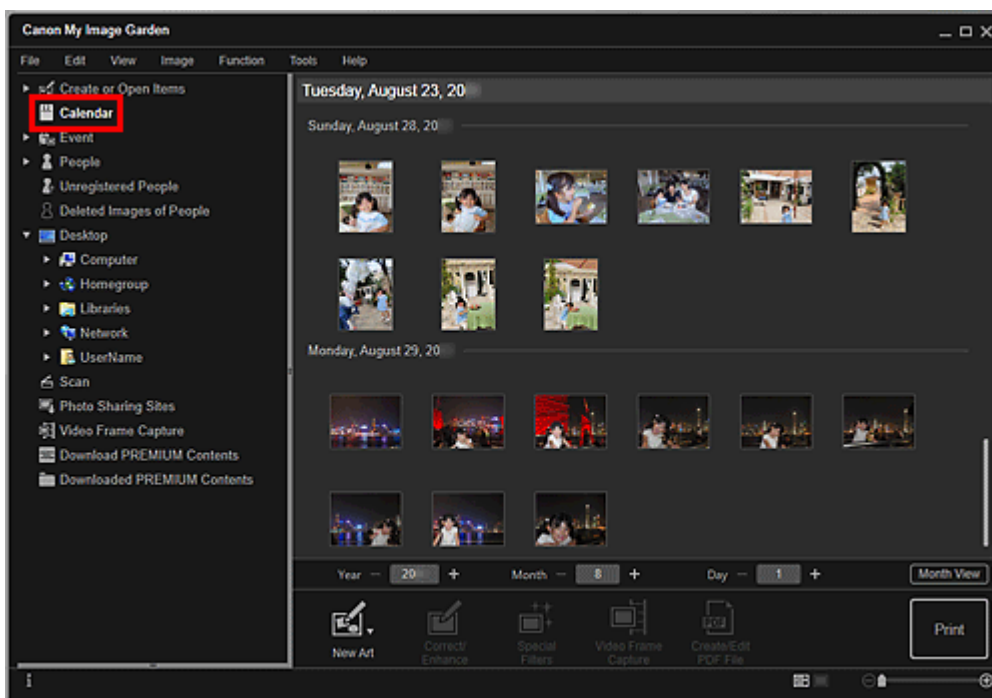 Canon My Image Garden
File Edit View Image Function Tools Help
Create or Open Items
Calendar
Event
People
Unregistered People
Deleted Images of People
Desktop
Computer
Homegroup
Libraries
Network
UserName
Scan
Photo Sharing Sites
Video Frame Capture
Download PREMIUM Contents
Downloaded PREMIUM Contents
Tuesday, August 23, 20
Sunday, August 28, 20
Monday, August 29, 20
Year − 20 + Month − 8 + Day − 1 + Month View
New Art
Correct/
Enhance
Special
Filters
Video Frame
Capture
Create/Edit
PDF File
Print